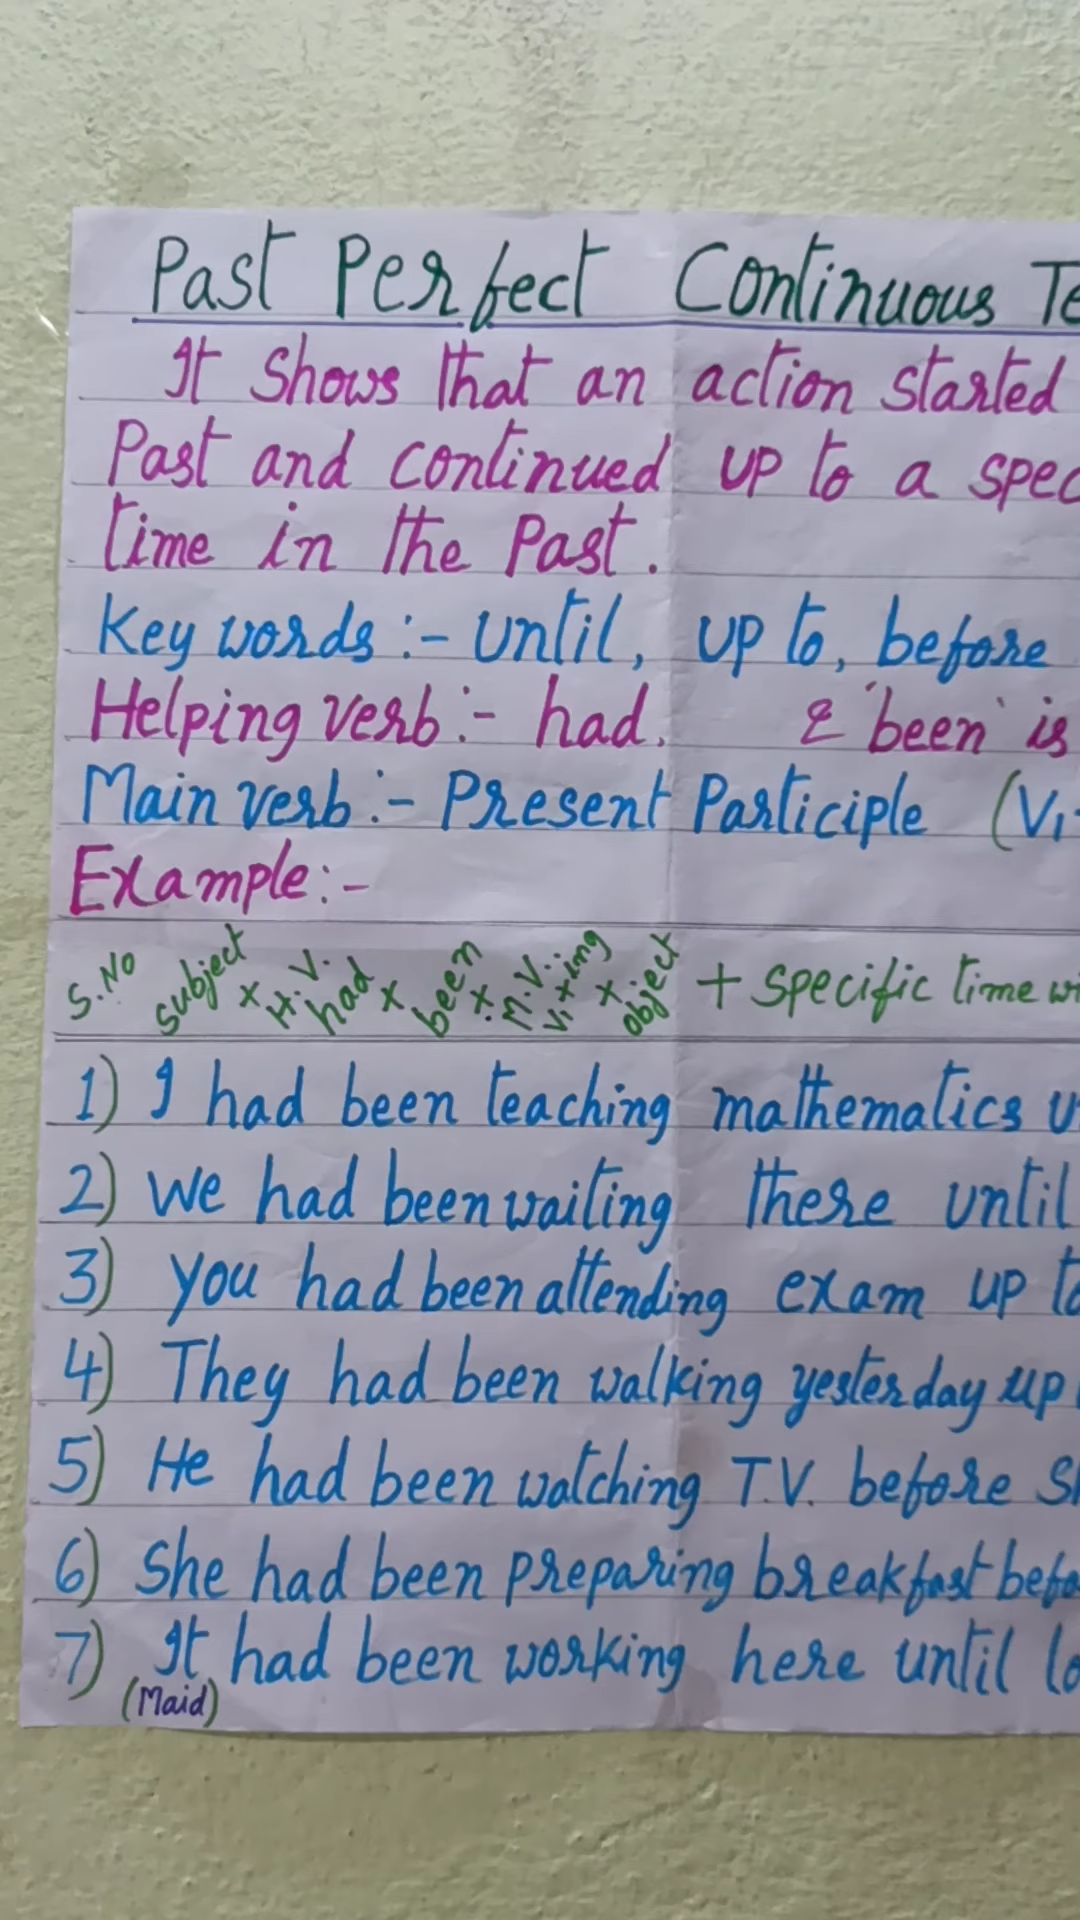 Past Perfect Continuous Te
It shows that an action started
Past and continued up to a spec
time in the Past.
Key words :- until, up to, before
Helping verb :- had. & 'been' is
Main verb :- Present Participle (V1
Example :-
S.No subject x H.V. had x been x M.V. V1+ing x object + specific time wi
1) I had been teaching mathematics u
2) We had been waiting there until
3) you had been attending exam up to
4) They had been walking yesterday up
5) He had been watching T.V. before S
6) She had been preparing breakfast befo
7) It had been working here until lo
(Maid)